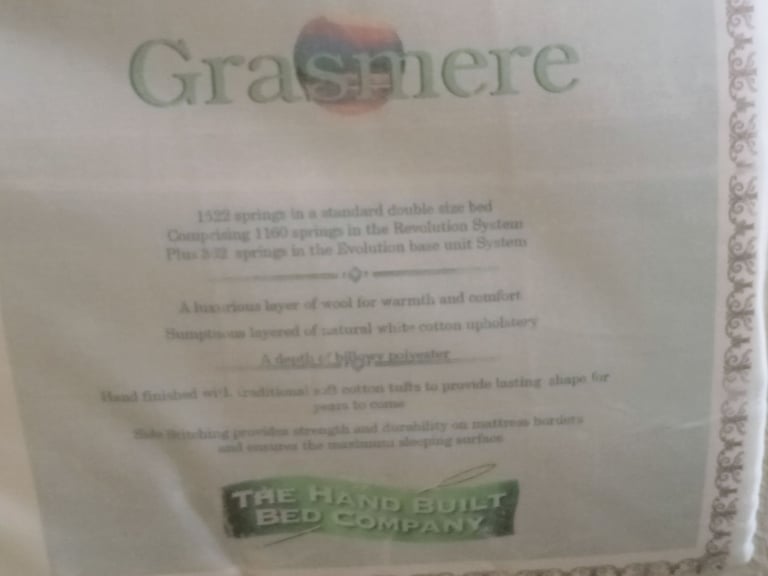 Grasmere
1522 springs in a standard double size bed
Comprising 1160 springs in the Revolution System
Plus springs in the Evolution base unit System
A luxurious layer of wool for warmth and comfort
Sumptuous layered of natural white cotton upholstery
A depth of billowy polyester
Hand finished with traditional soft cotton tufts to provide lasting shape for
years to come
Side Stitching provides strength and durability on mattress borders
and ensures the maximum sleeping surface
THE HAND BUILT
BED COMPANY